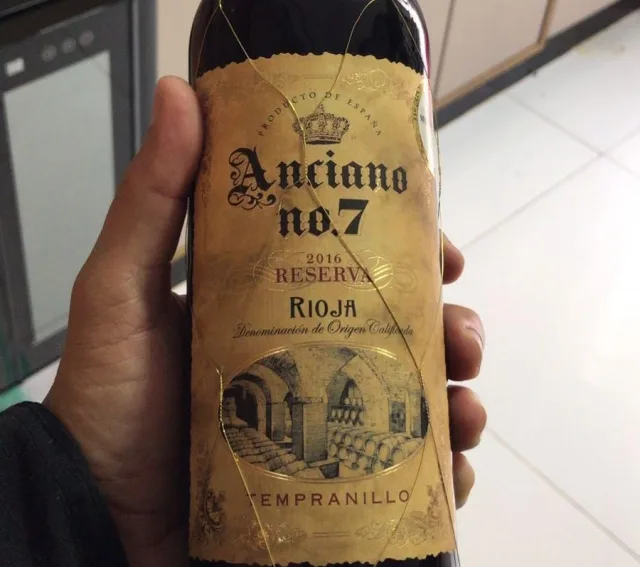 PRODUCTO DE ESPAÑA
Anciano
no.7
2016
RESERVA
RIOJA
Denominación de Origen Calificada
TEMPRANILLO